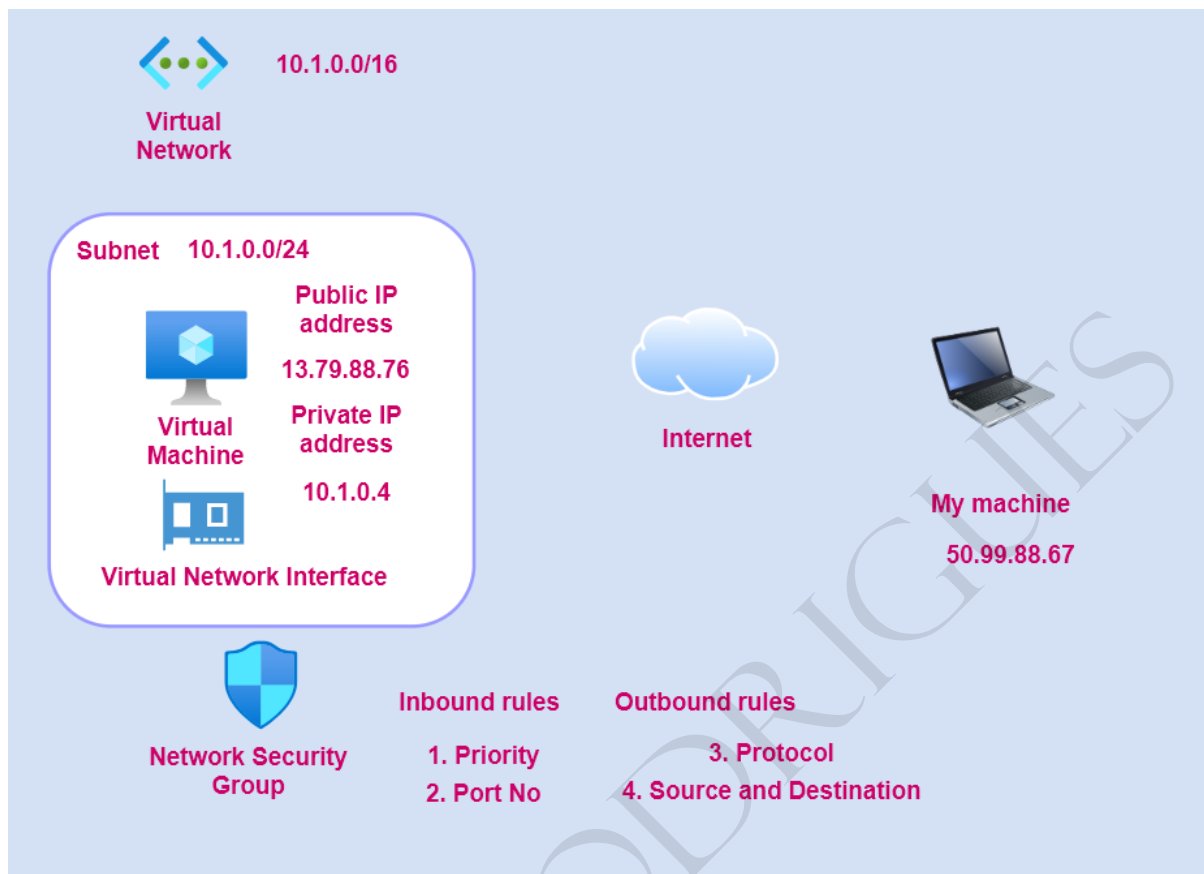 10.1.0.0/16
Virtual
Network
Subnet 10.1.0.0/24
Public IP
address
13.79.88.76
Private IP
address
10.1.0.4
Virtual
Machine
Virtual Network Interface
Internet
My machine
50.99.88.67
Network Security
Group
Inbound rules
Outbound rules
1. Priority
2. Port No
3. Protocol
4. Source and Destination
ODRIGUES